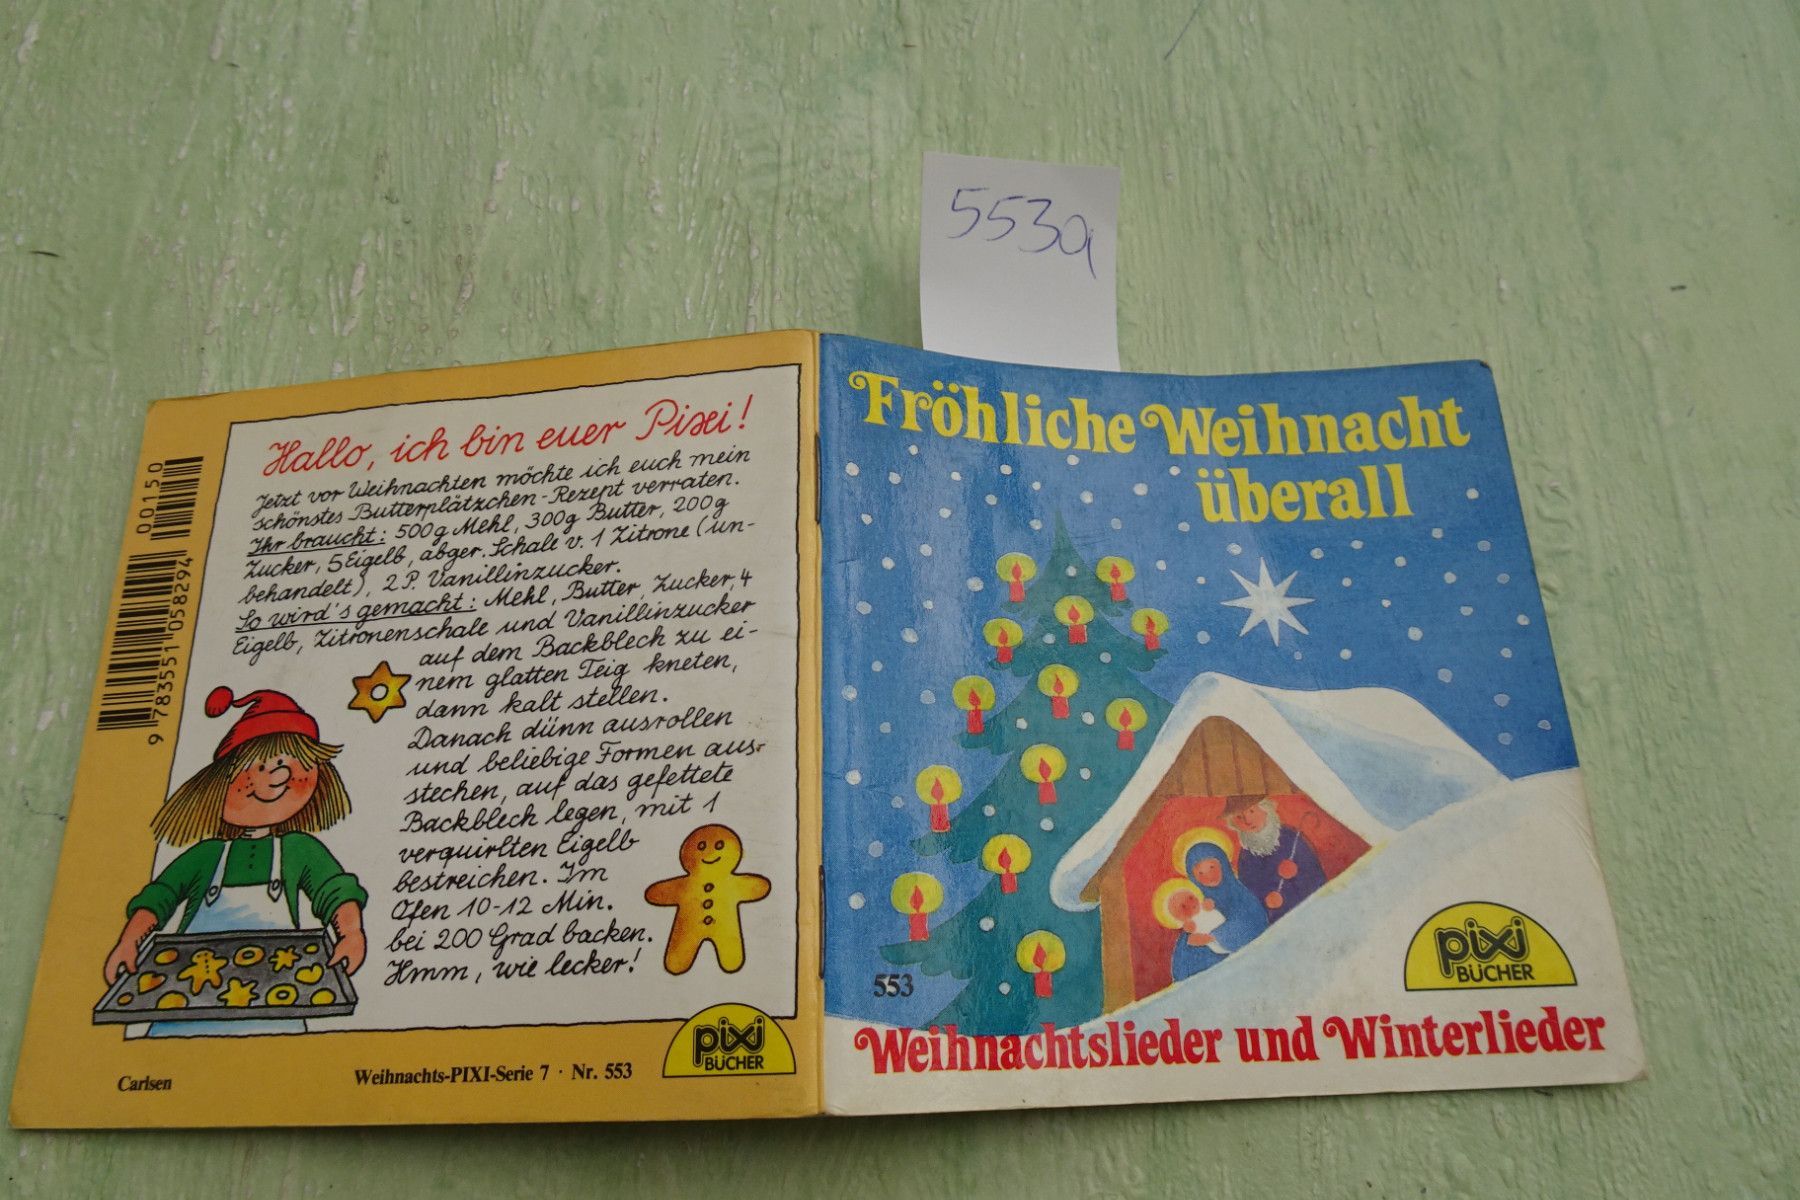 553a
Hallo, ich bin euer Pixi!
Jetzt vor Weihnachten möchte ich euch mein
schönstes Butterplätzchen-Rezept verraten.
Ihr braucht: 500g Mehl, 300g Butter, 200g
Zucker, 5 Eigelb, abger. Schale v. 1 Zitrone (un-
behandelt), 2 P. Vanillinzucker.
So wird's gemacht: Mehl, Butter, Zucker, 4
Eigelb, Zitronenschale und Vanillinzucker
auf dem Backblech zu ei-
nem glatten Teig kneten,
dann kalt stellen.
Danach dünn ausrollen
und beliebige Formen aus-
stechen, auf das gefettete
Backblech legen, mit 1
verquirlten Eigelb
bestreichen. Im
Ofen 10-12 Min.
bei 200 Grad backen.
Hmm, wie lecker!
00150
9 783551 058294
Carlsen
Weihnachts-PIXI-Serie 7 · Nr. 553
pixi
BÜCHER
Fröhliche Weihnacht
überall
553
pixi
BÜCHER
Weihnachtslieder und Winterlieder